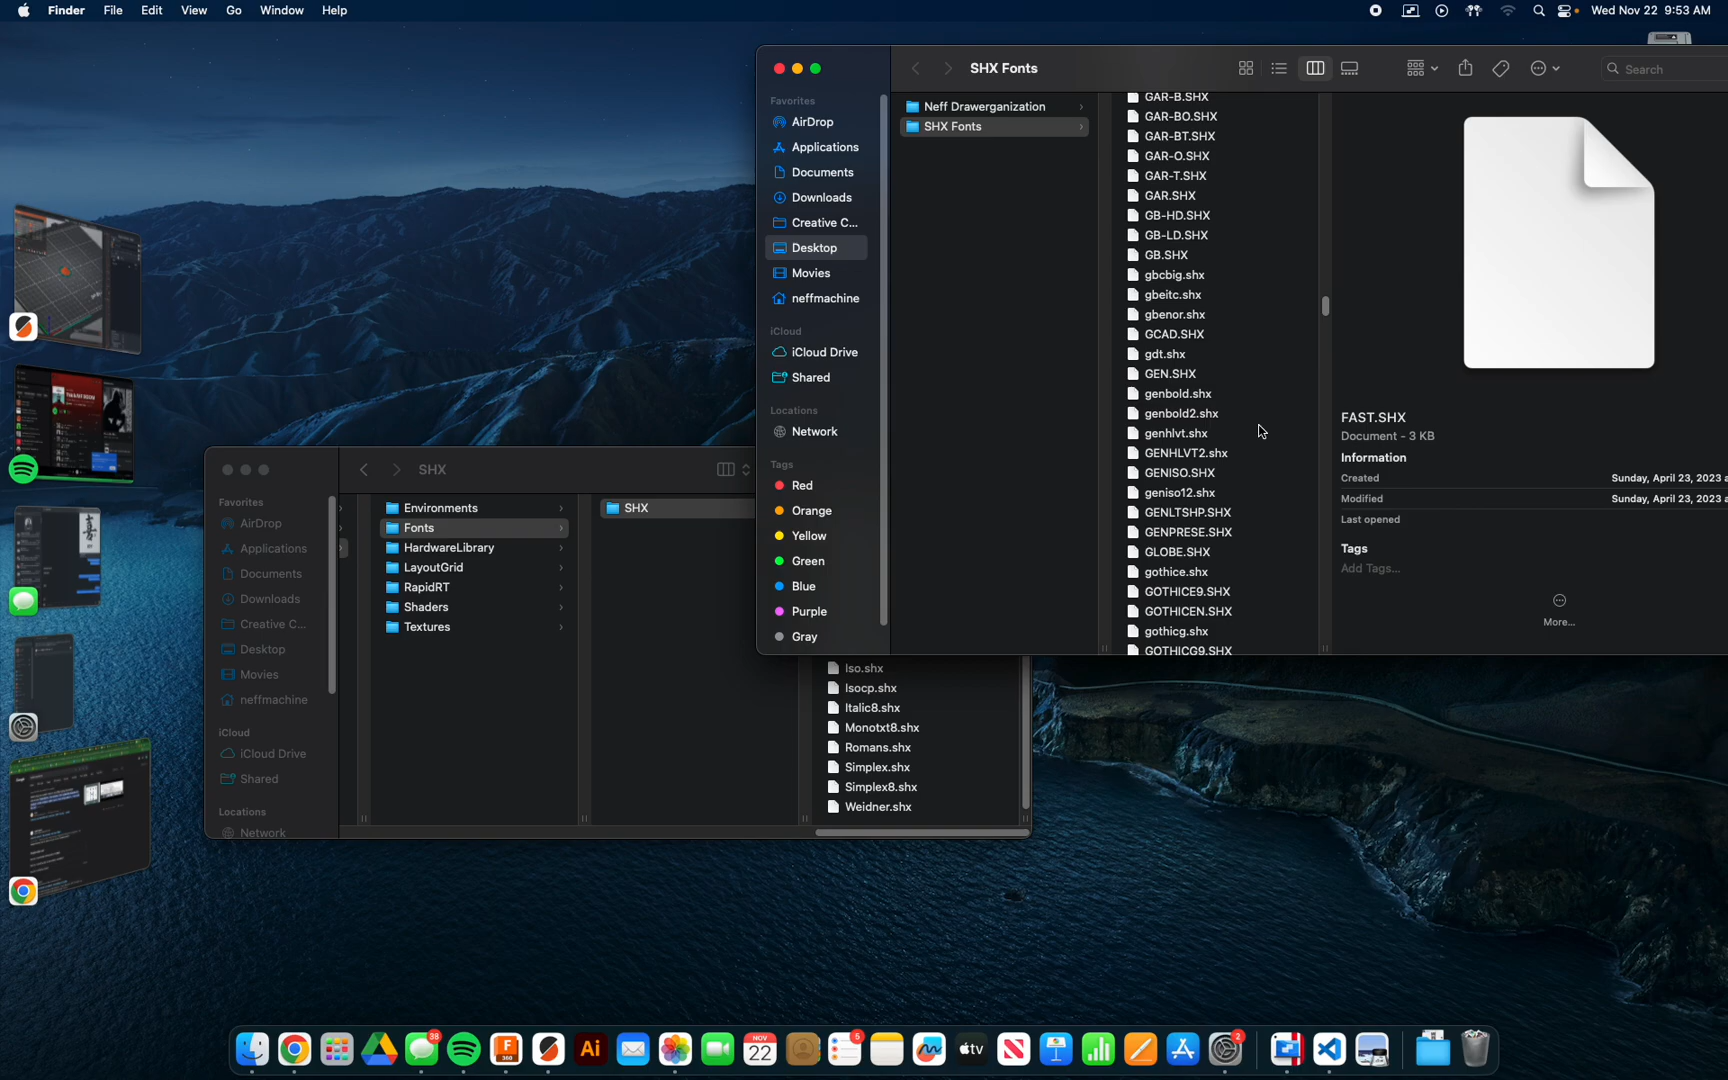 Finder File Edit View Go Window Help
Wed Nov 22 9:53 AM
SHX Fonts
Search
Favorites
AirDrop
Applications
Documents
Downloads
Creative C...
Desktop
Movies
neffmachine
iCloud
iCloud Drive
Shared
Locations
Network
Tags
Red
Orange
Yellow
Green
Blue
Purple
Gray
Neff Drawerganization
SHX Fonts
GAR-B.SHX
GAR-BO.SHX
GAR-BT.SHX
GAR-O.SHX
GAR-T.SHX
GAR.SHX
GB-HD.SHX
GB-LD.SHX
GB.SHX
gbcbig.shx
gbeitc.shx
gbenor.shx
GCAD.SHX
gdt.shx
GEN.SHX
genbold.shx
genbold2.shx
genhlvt.shx
GENHLVT2.shx
GENISO.SHX
geniso12.shx
GENLTSHP.SHX
GENPRESE.SHX
GLOBE.SHX
gothice.shx
GOTHICE9.SHX
GOTHICEN.SHX
gothicg.shx
GOTHICG9.SHX
FAST.SHX
Document - 3 KB
Information
Created Sunday, April 23, 2023 a
Modified Sunday, April 23, 2023 a
Last opened
Tags
Add Tags...
More...
SHX
Favorites
AirDrop
Applications
Documents
Downloads
Creative C...
Desktop
Movies
neffmachine
iCloud
iCloud Drive
Shared
Locations
Network
Environments
Fonts
HardwareLibrary
LayoutGrid
RapidRT
Shaders
Textures
SHX
Iso.shx
Isocp.shx
Italic8.shx
Monotxt8.shx
Romans.shx
Simplex.shx
Simplex8.shx
Weidner.shx
39
F
360
Ai
NOV
22
5
tv
2